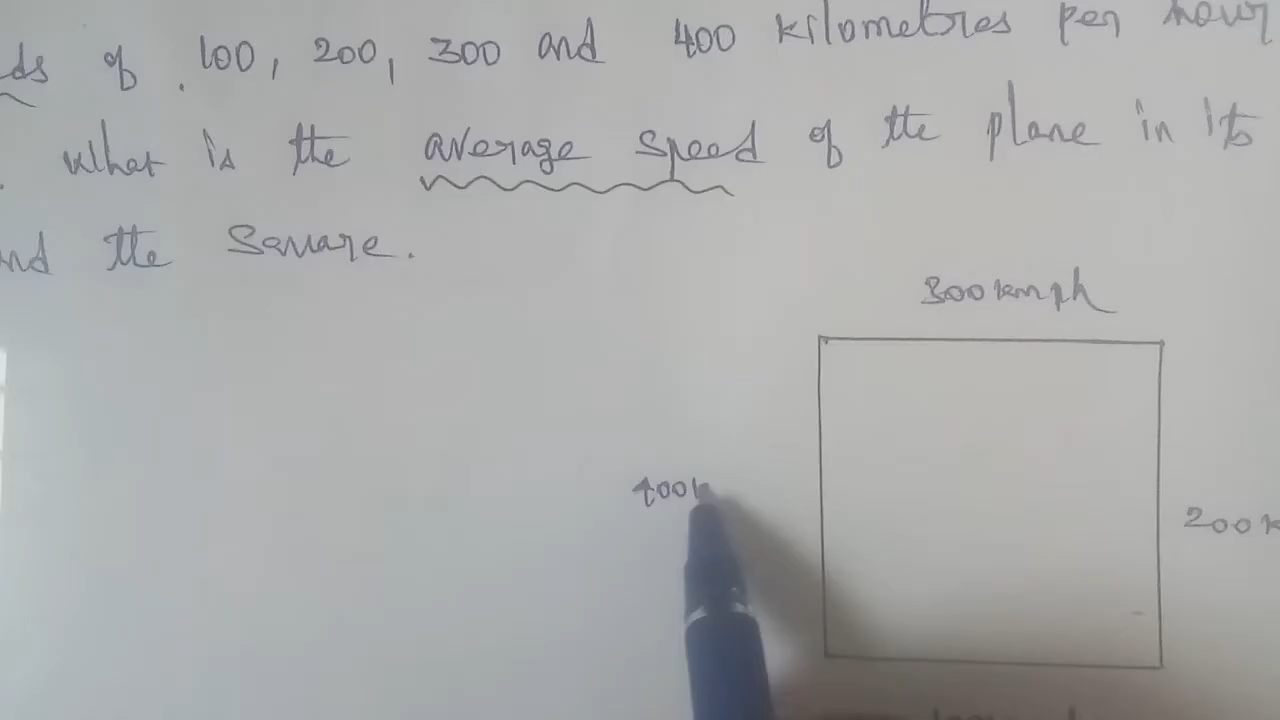 ds of 100, 200, 300 and 400 kilometres per hour
What is the average speed of the plane in its
nd the square.
300 kmph
400k
200 k